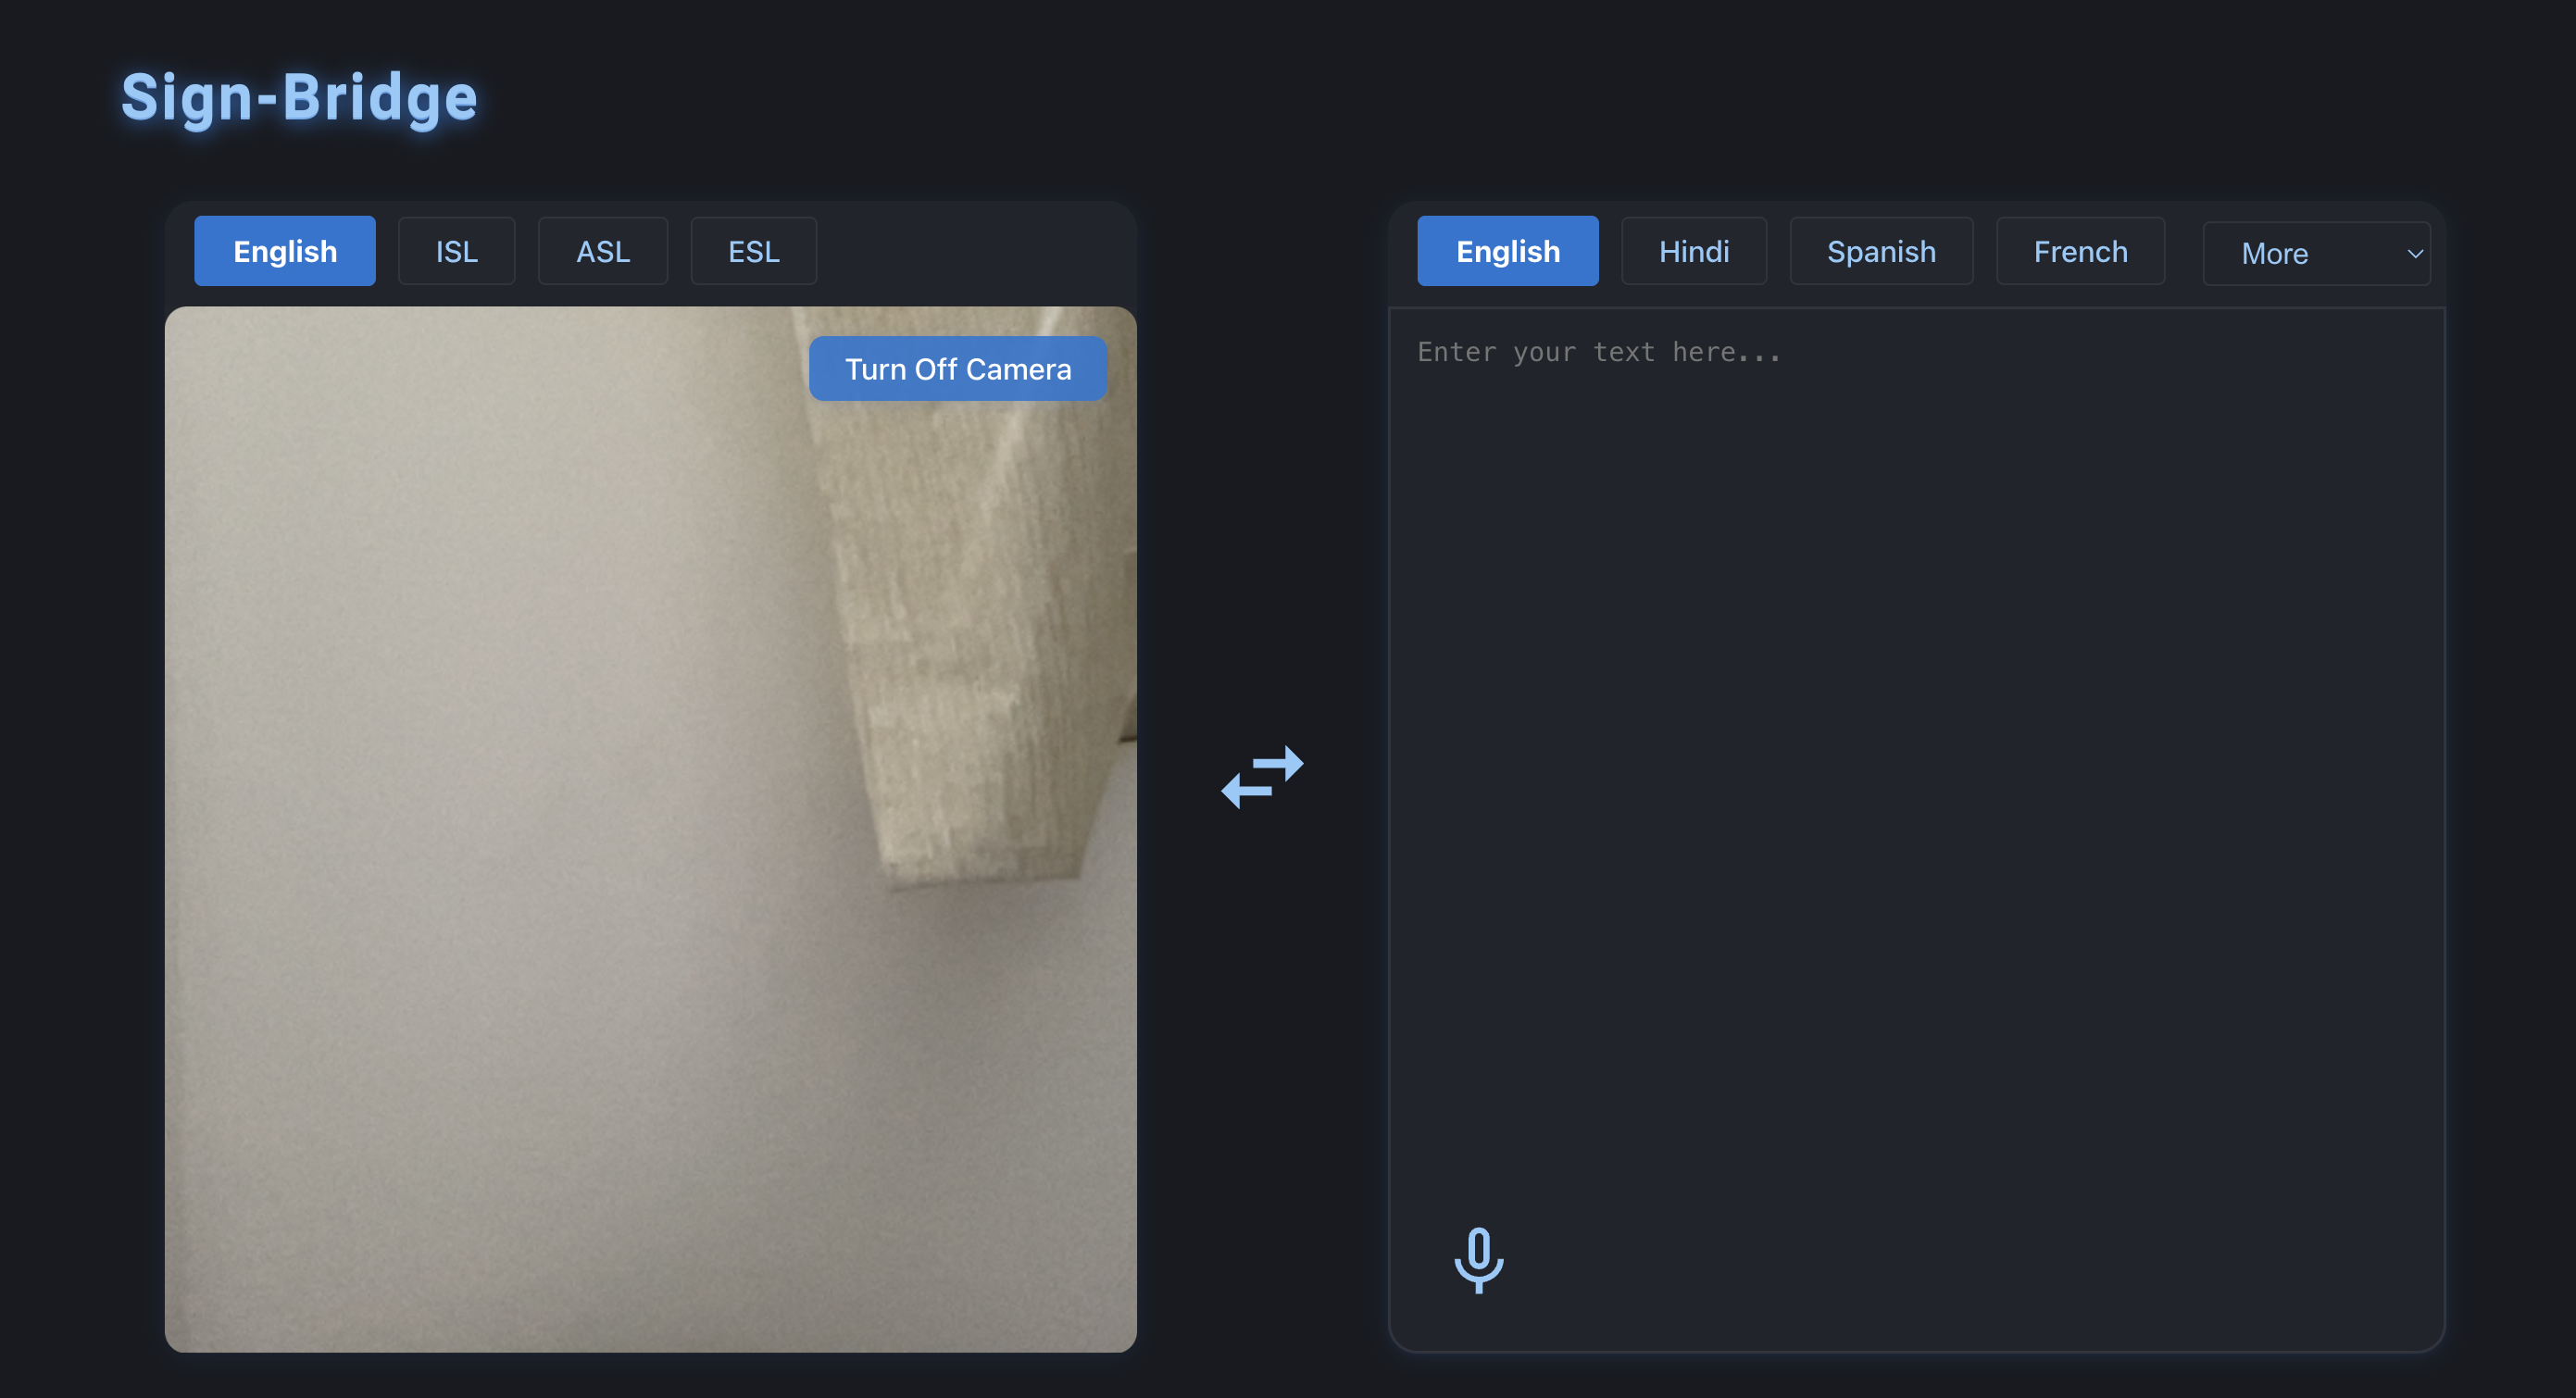 Sign-Bridge
English ISL ASL ESL
English Hindi Spanish French More
Turn Off Camera
Enter your text here...